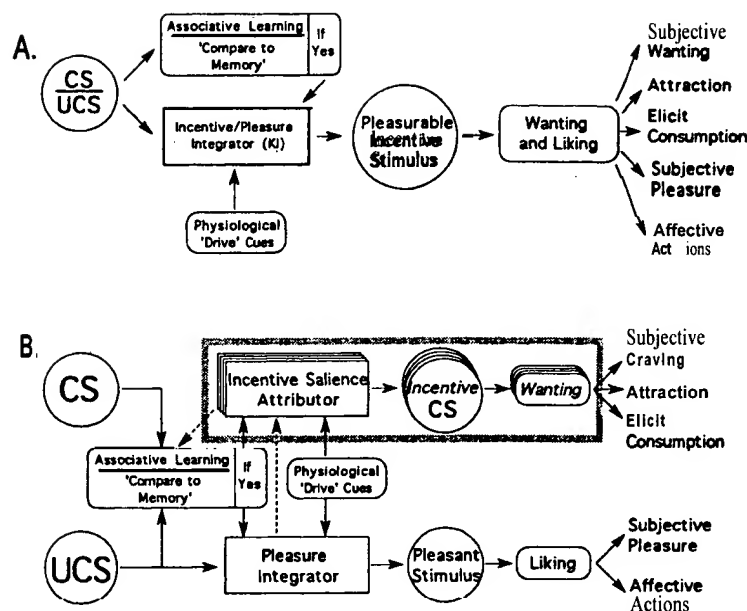 A.
CS
UCS
Associative Learning
'Compare to
Memory'
If
Yes
Incentive/Pleasure
Integrator (K)
Physiological
'Drive' Cues
Pleasurable
Incentive
Stimulus
Wanting
and Liking
Subjective
Wanting
Attraction
Elicit
Consumption
Subjective
Pleasure
Affective
Act ions
B.
CS
UCS
Associative Learning
'Compare to
Memory'
If
Yes
Incentive Salience
Attributor
Incentive
CS
Wanting
Subjective
Craving
Attraction
Elicit
Consumption
Physiological
'Drive' Cues
Pleasure
Integrator
Pleasant
Stimulus
Liking
Subjective
Pleasure
Affective
Actions